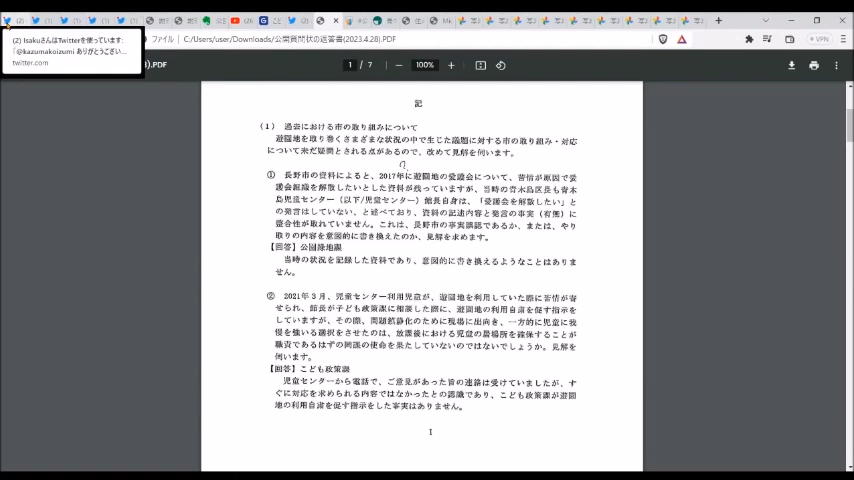 (2) IsakuさんはTwitterを使っています:
「@kazumakoizumi ありがとうござい...
twitter.com
ファイル C:/Users/user/Downloads/公開質問状の返答書(2023.4.28).PDF
VPN
).PDF
1 / 7 — 100% +
記
(1) 過去における市の取り組みについて
遊園地を取り巻くさまざまな状況の中で生じた議題に対する市の取り組み・対応
について未だ疑問とされる点があるので、改めて見解を伺います。
① 長野市の資料によると、2017年に遊園地の愛護会について、苦情が原因で愛
護会組織を解散したいとした資料が残っていますが、当時の青木島区長も青木
島児童センター(以下/児童センター)館長自身は、「愛護会を解散したい」と
の発言はしていない、と述べており、資料の記述内容と発言の事実(有無)に
整合性が取れていません。これは、長野市の事実誤認であるか、または、やり
取りの内容を意図的に書き換えたのか、見解を求めます。
【回答】公園緑地課
当時の状況を記録した資料であり、意図的に書き換えるようなことはありま
せん。
② 2021年3月、児童センター利用児童が、遊園地を利用していた際に苦情が寄
せられ、館長が子ども政策課に相談した際に、遊園地の利用自粛を促す指示を
していますが、その際、問題鎮静化のために現場に出向き、一方的に児童に我
慢を強いる選択をさせたのは、放課後における児童の居場所を確保することが
職責であるはずの同課の使命を果たしていないのではないでしょうか。見解を
伺います。
【回答】こども政策課
児童センターから電話で、ご意見があった旨の連絡は受けていましたが、す
ぐに対応を求められる内容ではなかったとの認識であり、こども政策課が遊園
地の利用自粛を促す指示をした事実はありません。
1